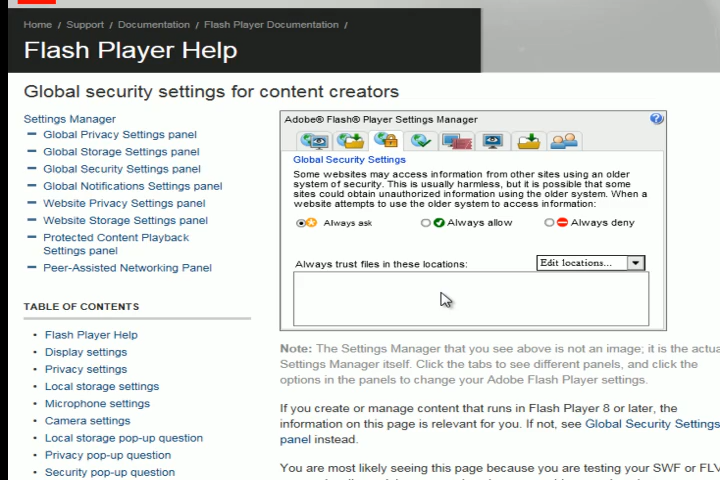 Home / Support / Documentation / Flash Player Documentation /
Flash Player Help
Global security settings for content creators
Settings Manager
Global Privacy Settings panel
Global Storage Settings panel
Global Security Settings panel
Global Notifications Settings panel
Website Privacy Settings panel
Website Storage Settings panel
Protected Content Playback
Settings panel
Peer-Assisted Networking Panel
TABLE OF CONTENTS
Flash Player Help
Display settings
Privacy settings
Local storage settings
Microphone settings
Camera settings
Local storage pop-up question
Privacy pop-up question
Security pop-up question
Adobe® Flash® Player Settings Manager
Global Security Settings
Some websites may access information from other sites using an older
system of security. This is usually harmless, but it is possible that some
sites could obtain unauthorized information using the older system. When a
website attempts to use the older system to access information:
Always ask Always allow Always deny
Always trust files in these locations: Edit locations...
Note: The Settings Manager that you see above is not an image; it is the actua
Settings Manager itself. Click the tabs to see different panels, and click the
options in the panels to change your Adobe Flash Player settings.
If you create or manage content that runs in Flash Player 8 or later, the
information on this page is relevant for you. If not, see Global Security Settings
panel instead.
You are most likely seeing this page because you are testing your SWF or FLV